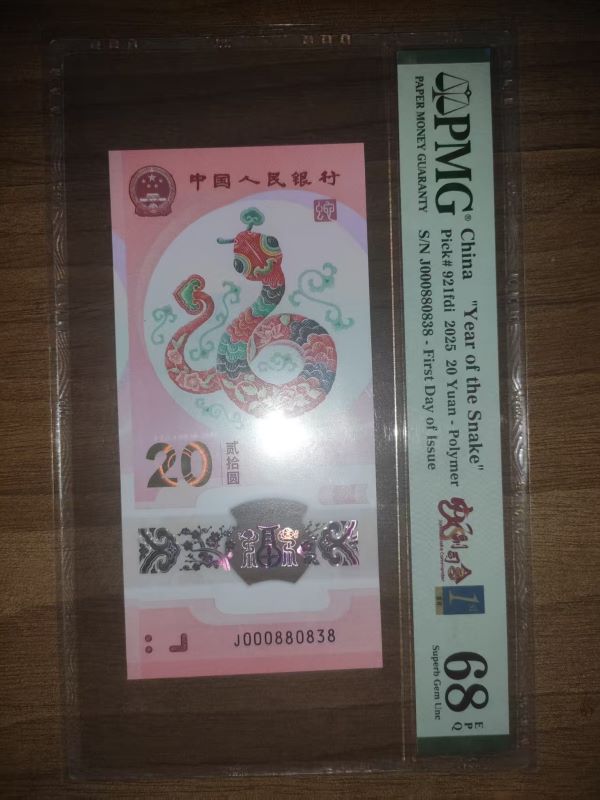 中国人民银行
蛇
20
贰拾圆
J000880838
PMG®
PAPER MONEY GUARANTY
China "Year of the Snake"
Pick# 921fdi 2025 20 Yuan - Polymer
S/N J000880838 - First Day of Issue
68 EPQ
Superb Gem Unc